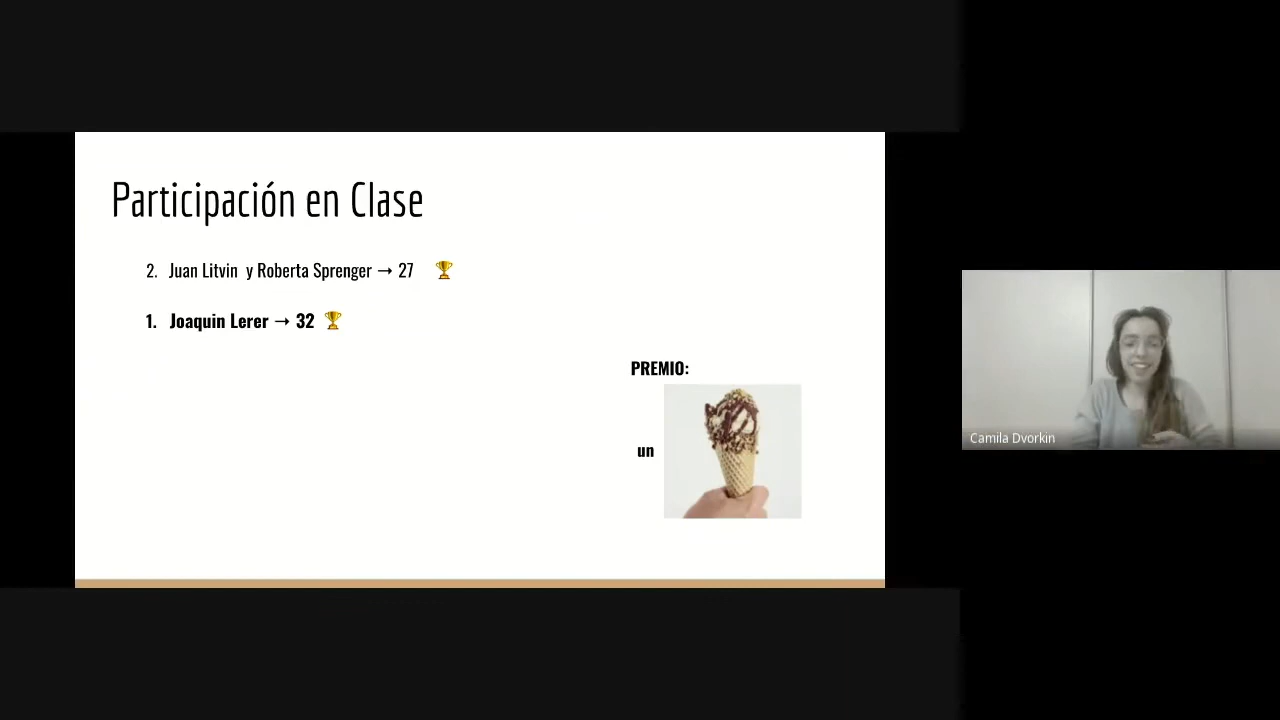 Participación en Clase
2. Juan Litvin y Roberta Sprenger → 27 🏆
1. Joaquin Lerer → 32 🏆
PREMIO:
un
Camila Dvorkin